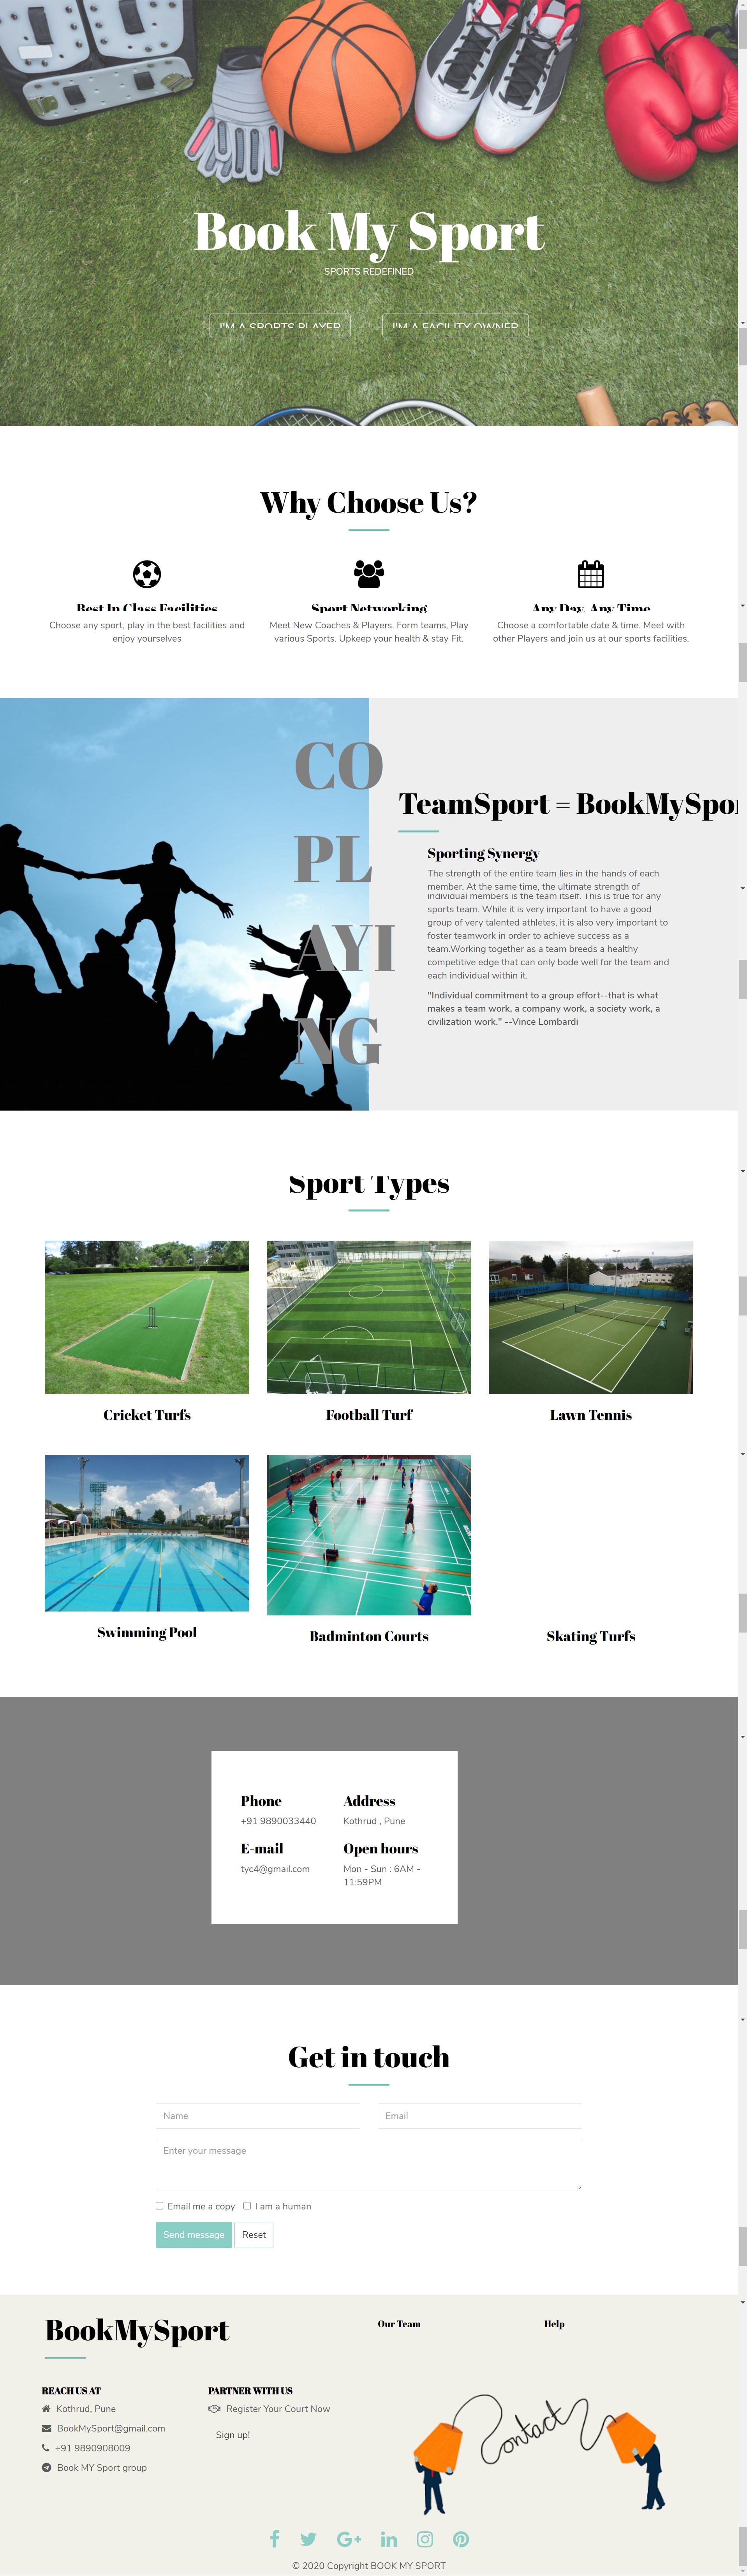 Book My Sport
SPORTS REDEFINED
I'M A SPORTS PLAYER
I'M A FACILITY OWNER
Why Choose Us?
Best In Class Facilities
Choose any sport, play in the best facilities and
enjoy yourselves
Sport Networking
Meet New Coaches & Players. Form teams, Play
various Sports. Upkeep your health & stay Fit.
Any Day, Any Time
Choose a comfortable date & time. Meet with
other Players and join us at our sports facilities.
CO
PL
AYI
NG
TeamSport = BookMySpor
Sporting Synergy
The strength of the entire team lies in the hands of each
member. At the same time, the ultimate strength of
individual members is the team itself. This is true for any
sports team. While it is very important to have a good
group of very talented athletes, it is also very important to
foster teamwork in order to achieve success as a
team.Working together as a team breeds a healthy
competitive edge that can only bode well for the team and
each individual within it.
"Individual commitment to a group effort--that is what
makes a team work, a company work, a society work, a
civilization work." --Vince Lombardi
Sport Types
Cricket Turfs
Football Turf
Lawn Tennis
Swimming Pool
Badminton Courts
Skating Turfs
Phone
+91 9890033440
Address
Kothrud , Pune
E-mail
tyc4@gmail.com
Open hours
Mon - Sun : 6AM -
11:59PM
Get in touch
Name
Email
Enter your message
Email me a copy
I am a human
Send message
Reset
BookMySport
Our Team
Help
REACH US AT
Kothrud, Pune
BookMySport@gmail.com
+91 9890908009
Book MY Sport group
PARTNER WITH US
Register Your Court Now
Sign up!
Contact
© 2020 Copyright BOOK MY SPORT